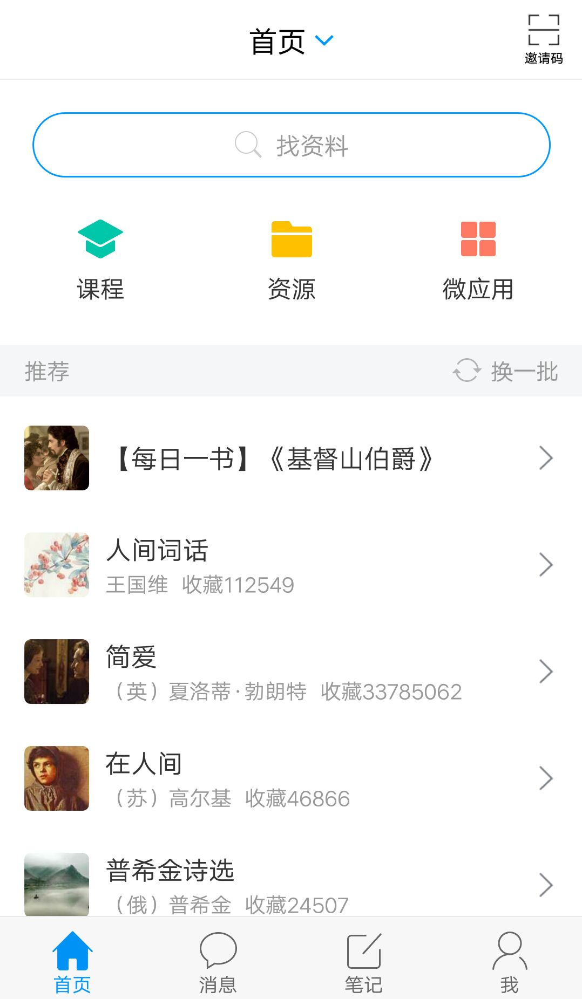 首页
邀请码
找资料
课程 资源 微应用
推荐 换一批
【每日一书】《基督山伯爵》
人间词话
王国维 收藏112549
简爱
（英）夏洛蒂·勃朗特 收藏33785062
在人间
（苏）高尔基 收藏46866
普希金诗选
（俄）普希金 收藏24507
首页 消息 笔记 我